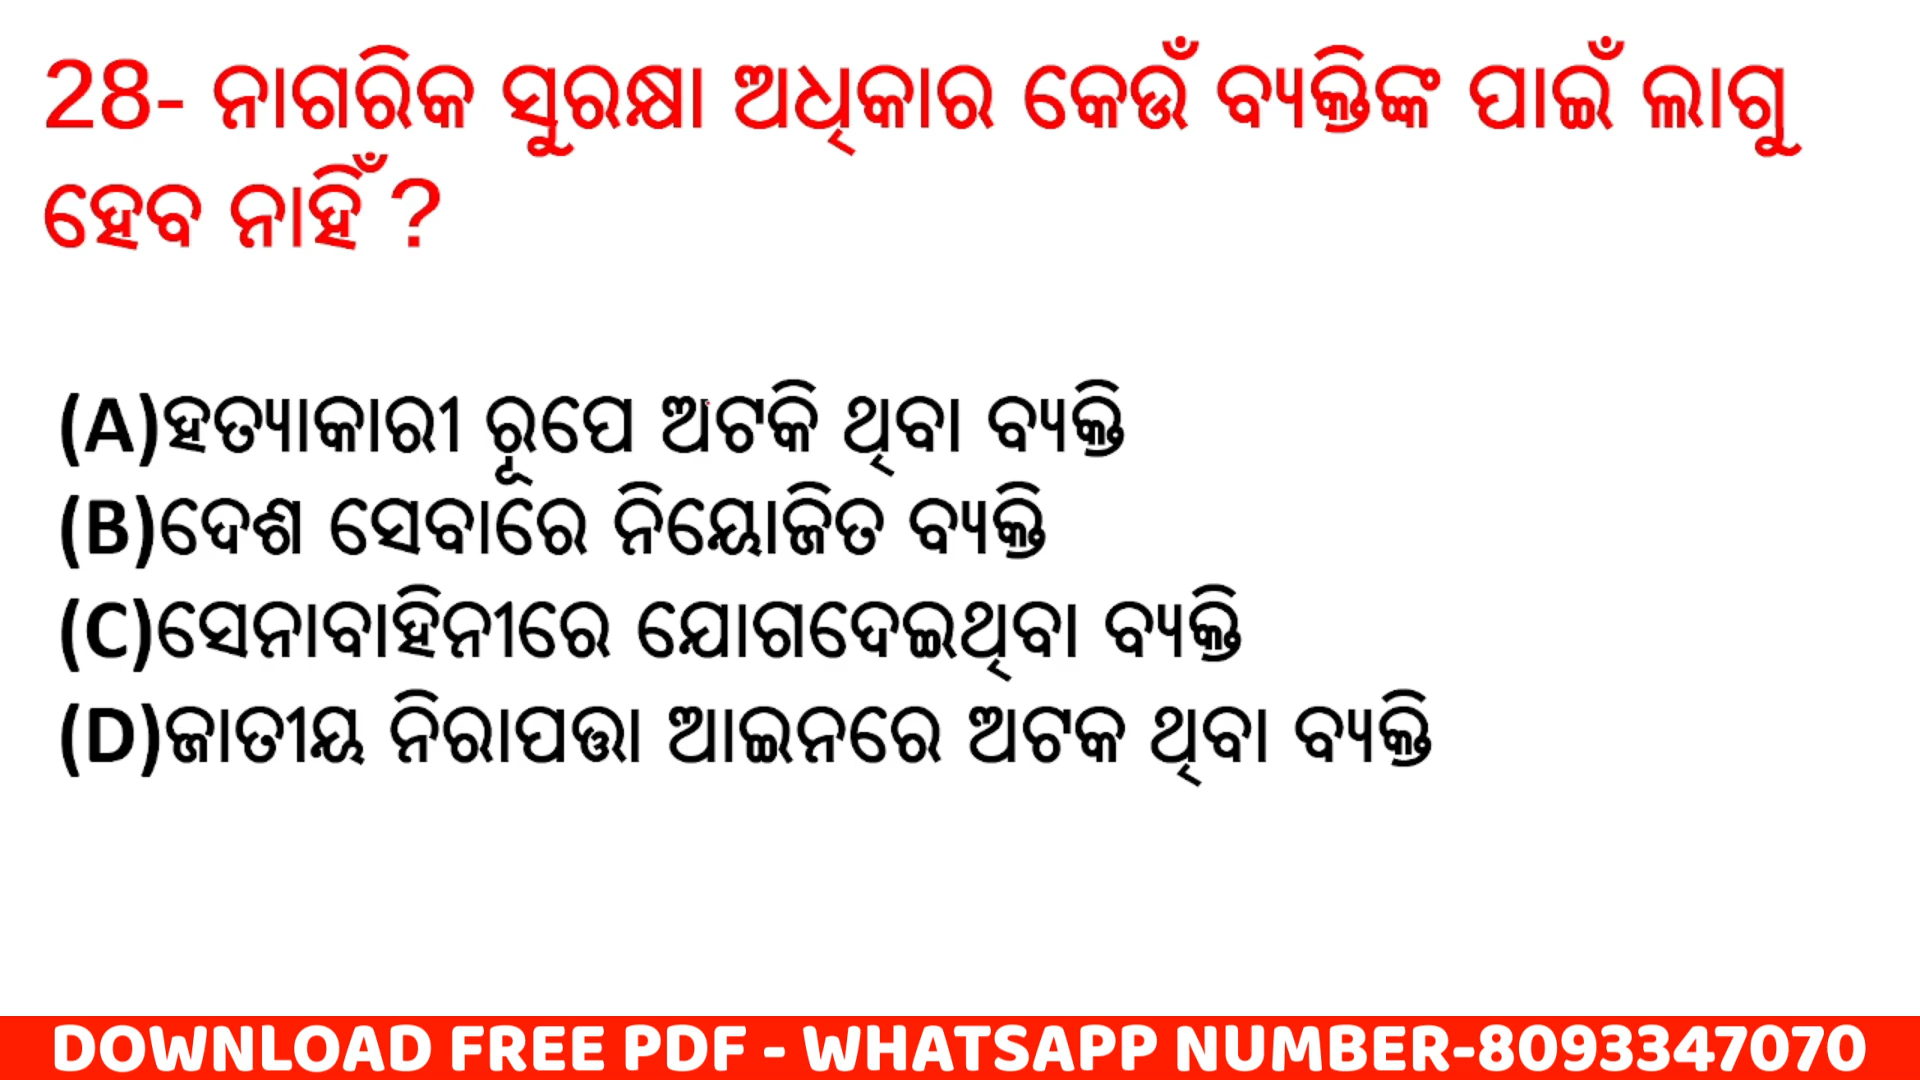 28- ନାଗରିକ ସୁରକ୍ଷା ଅଧିକାର କେଉଁ ବ୍ୟକ୍ତିଙ୍କ ପାଇଁ ଲାଗୁ
ହେବ ନାହିଁ ?
(A)ହତ୍ୟାକାରୀ ରୂପେ ଅଟକି ଥିବା ବ୍ୟକ୍ତି
(B)ଦେଶ ସେବାରେ ନିୟୋଜିତ ବ୍ୟକ୍ତି
(C)ସେନାବାହିନୀରେ ଯୋଗଦେଇଥିବା ବ୍ୟକ୍ତି
(D)ଜାତୀୟ ନିରାପତ୍ତା ଆଇନରେ ଅଟକ ଥିବା ବ୍ୟକ୍ତି
DOWNLOAD FREE PDF - WHATSAPP NUMBER-8093347070